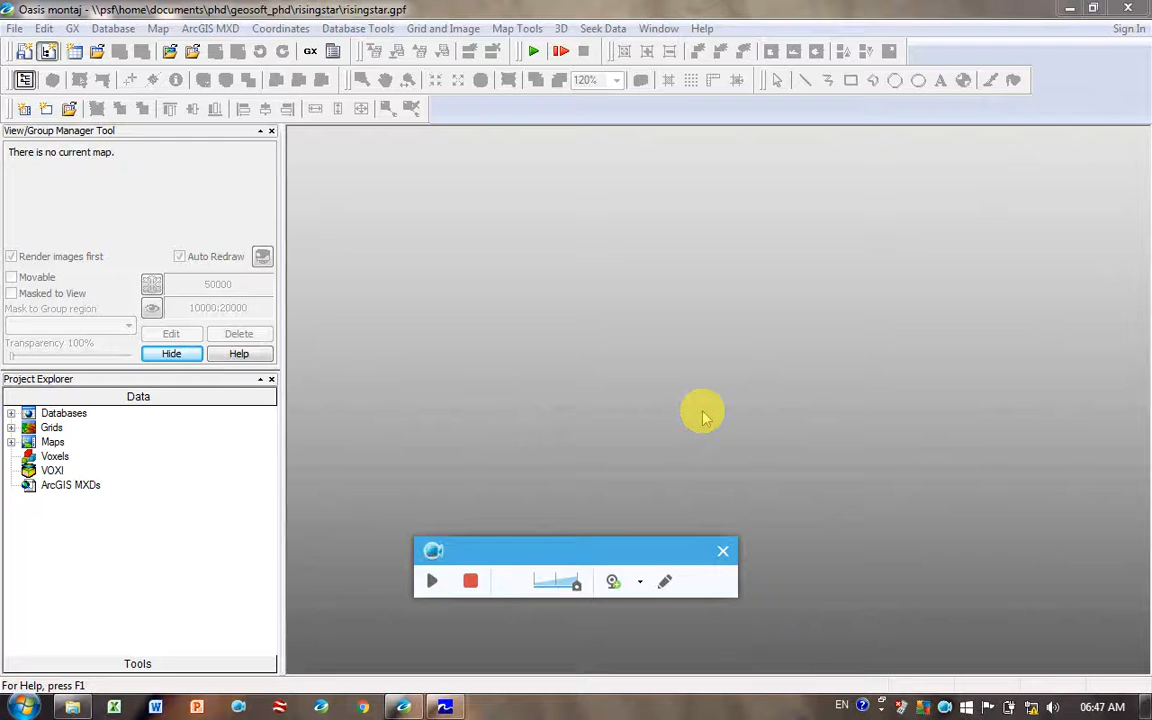 Oasis montaj - \\psf\home\documents\phd\geosoft_phd\risingstar\risingstar.gpf
File Edit GX Database Map ArcGIS MXD Coordinates Database Tools Grid and Image Map Tools 3D Seek Data Window Help Sign In
GX
120%
A
View/Group Manager Tool
There is no current map.
Render images first Auto Redraw
Movable 50000
Masked to View
Mask to Group region 10000:20000
Edit Delete
Transparency 100%
Hide Help
Project Explorer
Data
Databases
Grids
Maps
Voxels
VOXI
ArcGIS MXDs
Tools
For Help, press F1
EN 06:47 AM